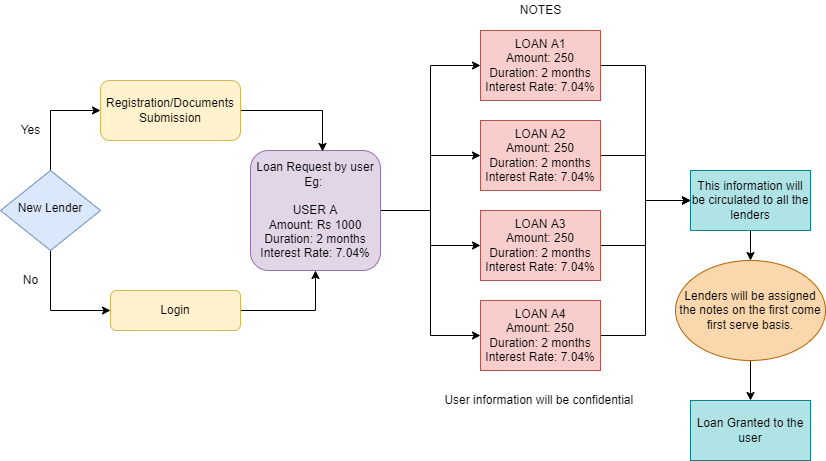 NOTES
New Lender
Yes
No
Registration/Documents
Submission
Login
Loan Request by user
Eg:
USER A
Amount: Rs 1000
Duration: 2 months
Interest Rate: 7.04%
LOAN A1
Amount: 250
Duration: 2 months
Interest Rate: 7.04%
LOAN A2
Amount: 250
Duration: 2 months
Interest Rate: 7.04%
LOAN A3
Amount: 250
Duration: 2 months
Interest Rate: 7.04%
LOAN A4
Amount: 250
Duration: 2 months
Interest Rate: 7.04%
User information will be confidential
This information will
be circulated to all the
lenders
Lenders will be assigned
the notes on the first come
first serve basis.
Loan Granted to the
user